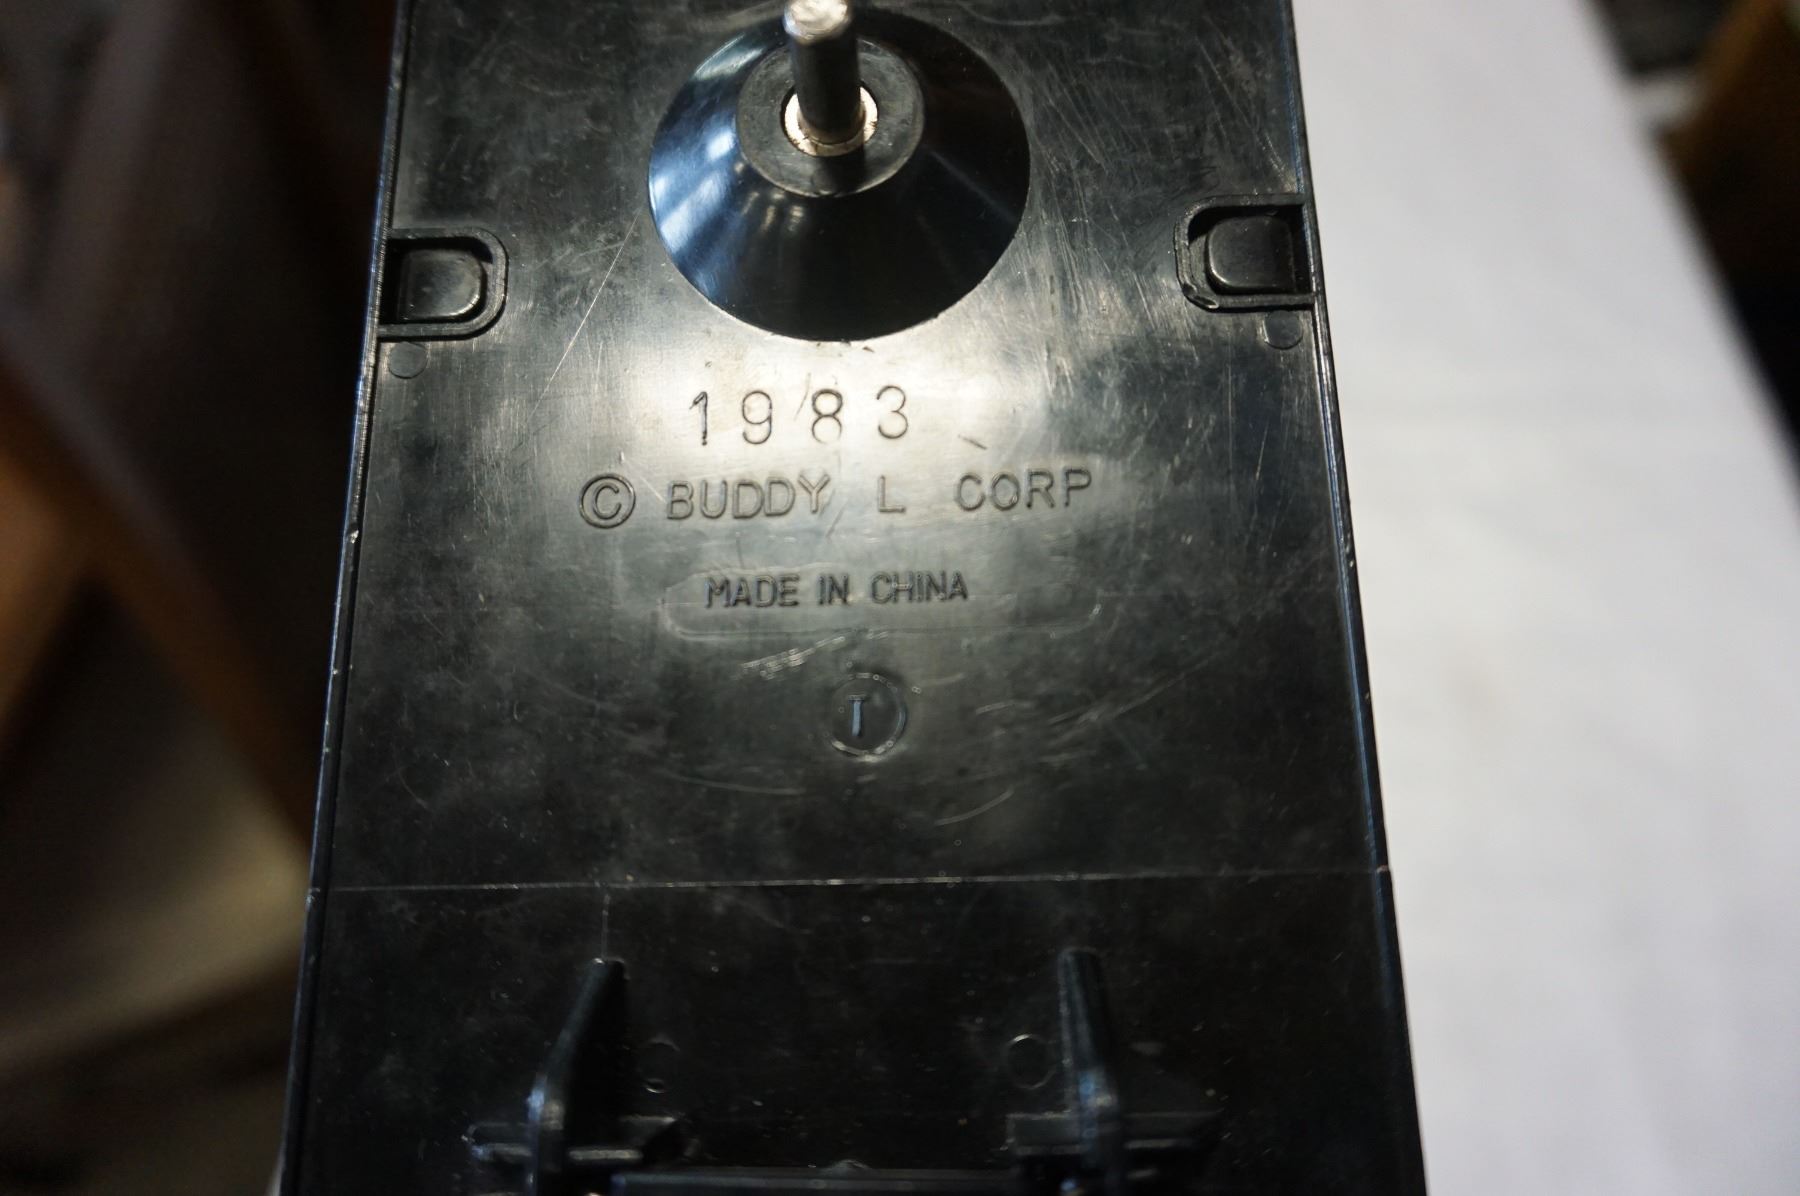 1983
© BUDDY L CORP
MADE IN CHINA
T